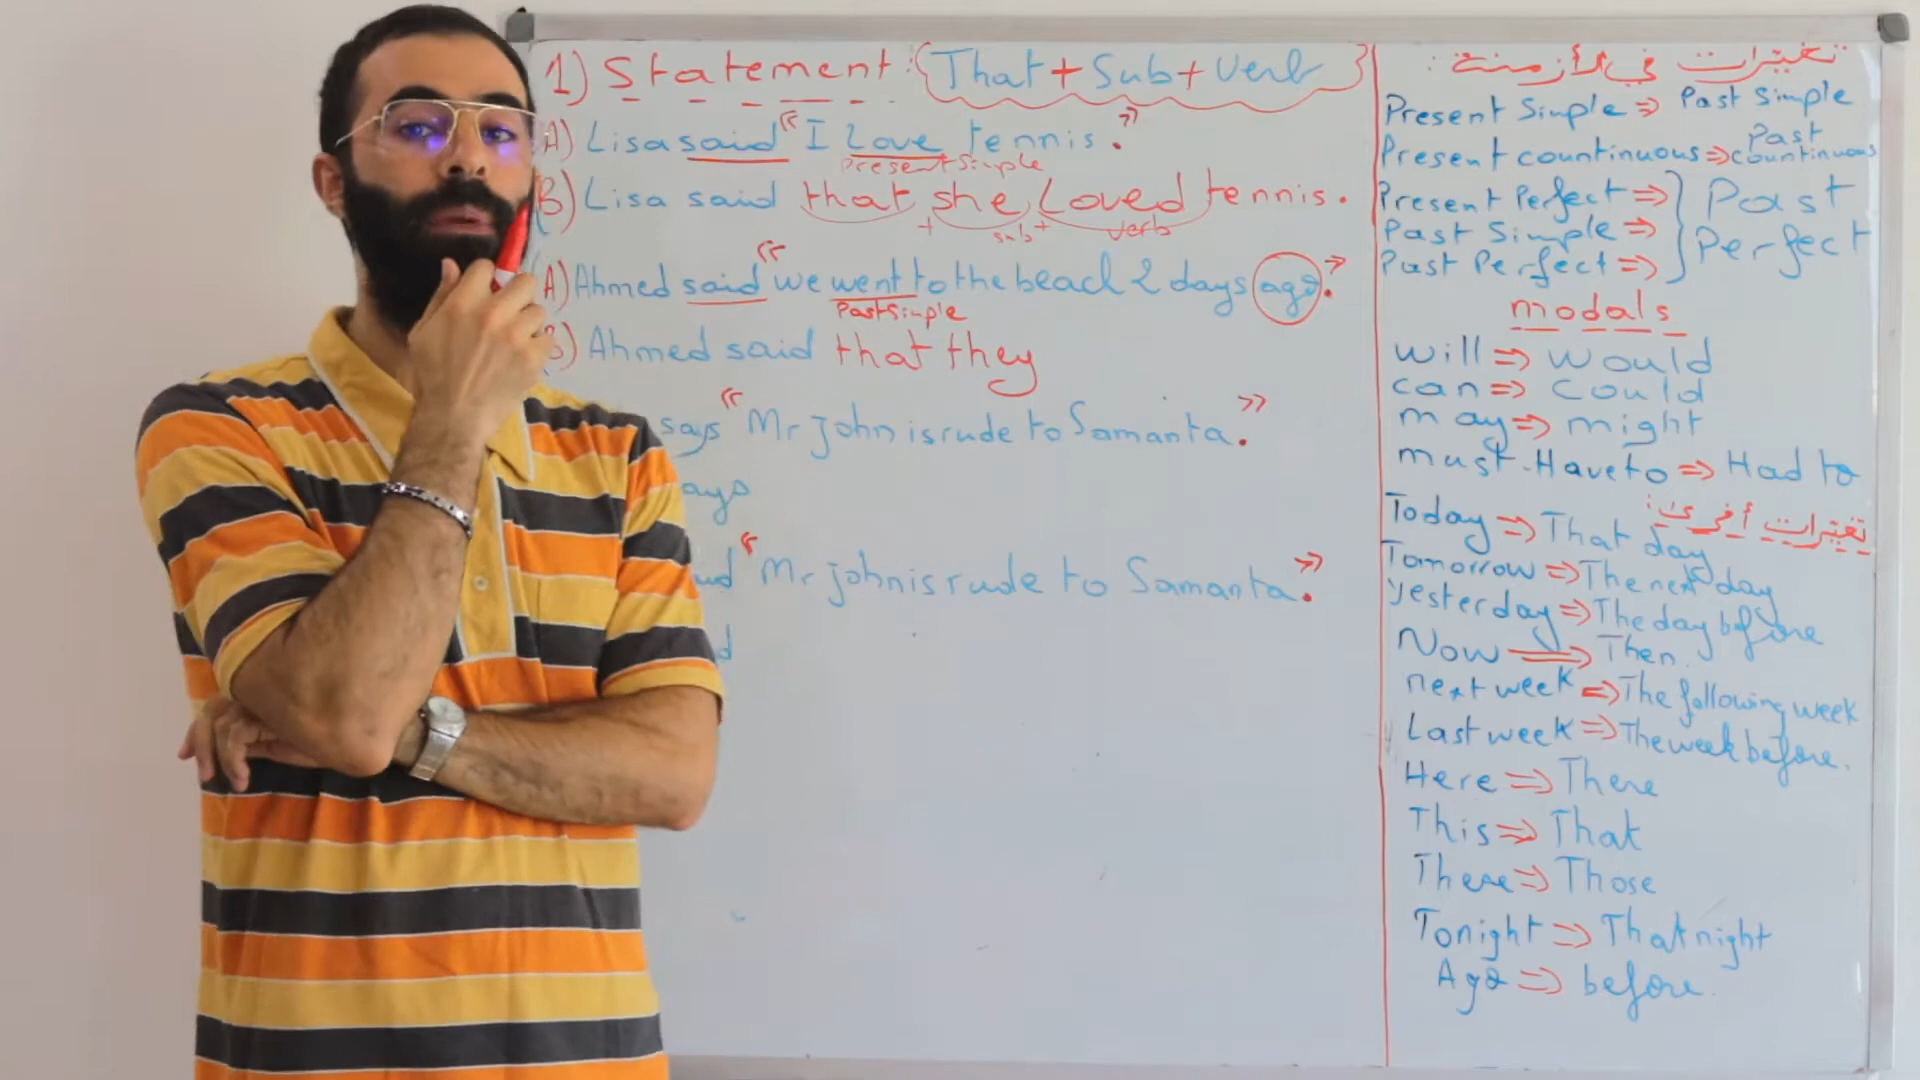 1) Statement: {That + Sub + Verb}
A) Lisa said "I Love tennis."
Present Simple
B) Lisa said that she Loved tennis.
+ sub + verb
A) Ahmed said "we went to the beach 2 days ago."
Past Simple
B) Ahmed said that they
says "Mr John is rude to Samanta."
ays
"Mr john is rude to Samanta."
d
تغيرات في الأزمنة:
Present Simple => Past Simple
Present countinuous => Past countinuous
Present Perfect =>
Past Simple =>
Past Perfect =>
} Past Perfect
modals
will => would
can => Could
may => might
must - Have to => Had to
تغيرات أخرى:
Today => That day
Tomorrow => The next day
yesterday => The day before
Now => Then.
next week => The following week
Last week => The week before.
Here => There
This => That
These => Those
Tonight => That night
Ago => before.